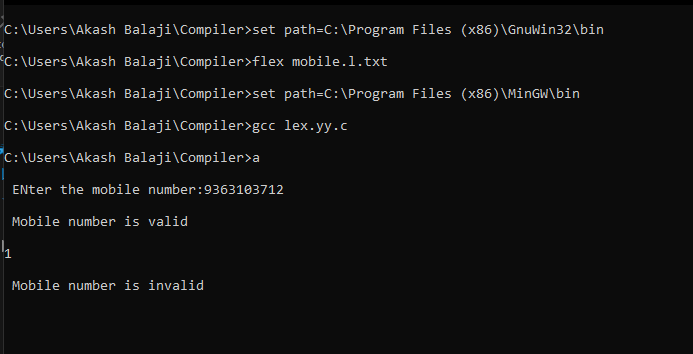 C:\Users\Akash Balaji\Compiler>set path=C:\Program Files (x86)\GnuWin32\bin
C:\Users\Akash Balaji\Compiler>flex mobile.l.txt
C:\Users\Akash Balaji\Compiler>set path=C:\Program Files (x86)\MinGW\bin
C:\Users\Akash Balaji\Compiler>gcc lex.yy.c
C:\Users\Akash Balaji\Compiler>a
ENter the mobile number:9363103712
Mobile number is valid
1
Mobile number is invalid